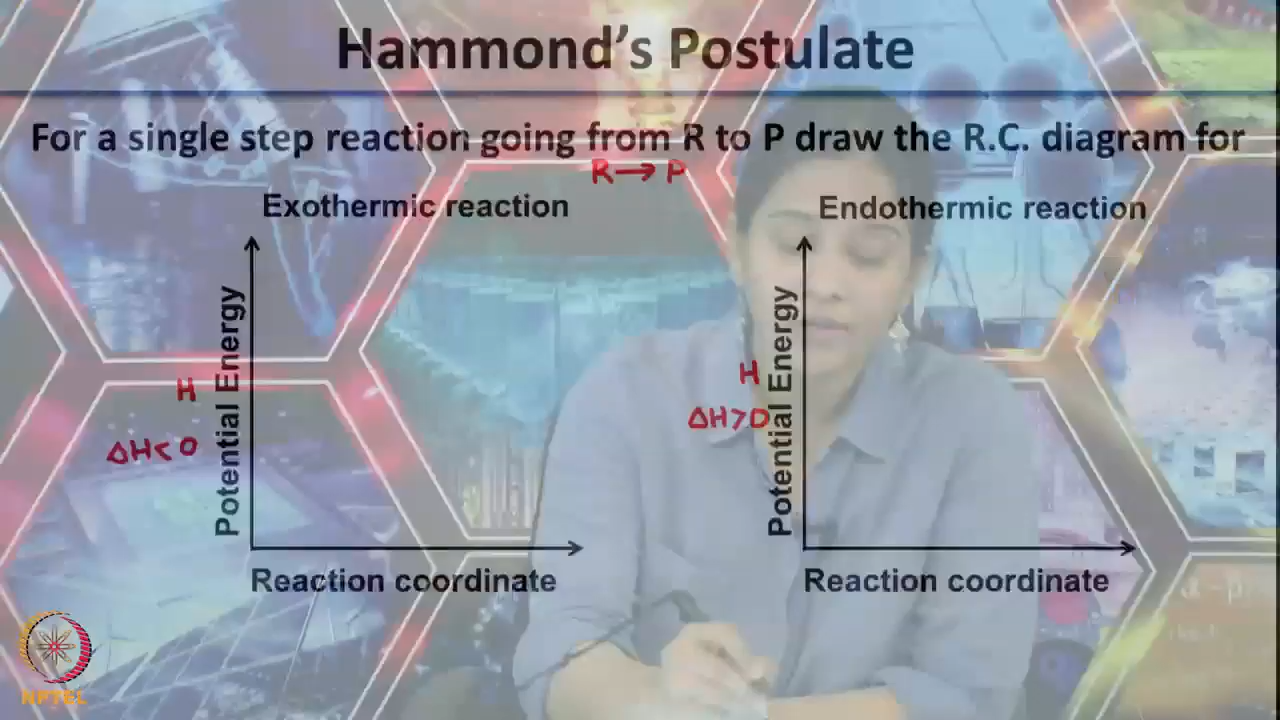 Hammond's Postulate
For a single step reaction going from R to P draw the R.C. diagram for
R → P
Exothermic reaction
Endothermic reaction
Potential Energy
H
ΔH < 0
Reaction coordinate
Potential Energy
H
ΔH > 0
Reaction coordinate
NPTEL